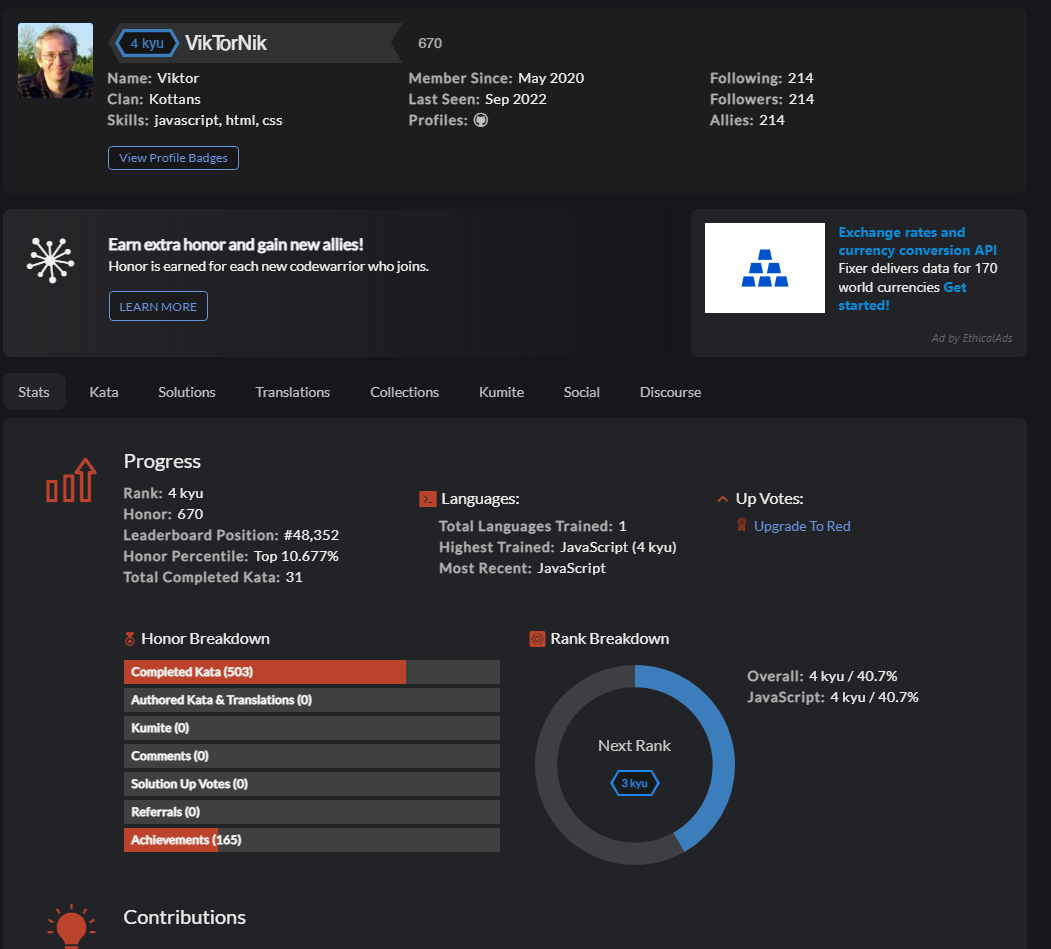 4 kyu VikTorNik 670
Name: Viktor
Clan: Kottans
Skills: javascript, html, css
Member Since: May 2020
Last Seen: Sep 2022
Profiles:
Following: 214
Followers: 214
Allies: 214
View Profile Badges
Earn extra honor and gain new allies!
Honor is earned for each new codewarrior who joins.
LEARN MORE
Exchange rates and
currency conversion API
Fixer delivers data for 170
world currencies Get
started!
Ad by EthicalAds
Stats Kata Solutions Translations Collections Kumite Social Discourse
Progress
Rank: 4 kyu
Honor: 670
Leaderboard Position: #48,352
Honor Percentile: Top 10.677%
Total Completed Kata: 31
Languages:
Total Languages Trained: 1
Highest Trained: JavaScript (4 kyu)
Most Recent: JavaScript
Up Votes:
Upgrade To Red
Honor Breakdown
Completed Kata (503)
Authored Kata & Translations (0)
Kumite (0)
Comments (0)
Solution Up Votes (0)
Referrals (0)
Achievements (165)
Rank Breakdown
Next Rank
3 kyu
Overall: 4 kyu / 40.7%
JavaScript: 4 kyu / 40.7%
Contributions